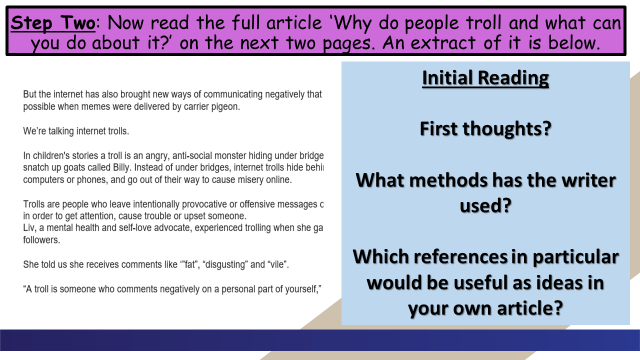 Step Two: Now read the full article ‘Why do people troll and what can
you do about it?’ on the next two pages. An extract of it is below.
But the internet has also brought new ways of communicating negatively that
possible when memes were delivered by carrier pigeon.
We’re talking internet trolls.
In children's stories a troll is an angry, anti-social monster hiding under bridge
snatch up goats called Billy. Instead of under bridges, internet trolls hide
computers or phones, and go out of their way to cause misery online.
Trolls are people who leave intentionally provocative or offensive messages
in order to get attention, cause trouble or upset someone.
Liv, a mental health and self-love advocate, experienced trolling when she ga
followers.
She told us she receives comments like ‘”fat”, “disgusting” and “vile”.
“A troll is someone who comments negatively on a personal part of yourself,”
Initial Reading
First thoughts?
What methods has the writer
used?
Which references in particular
would be useful as ideas in
your own article?